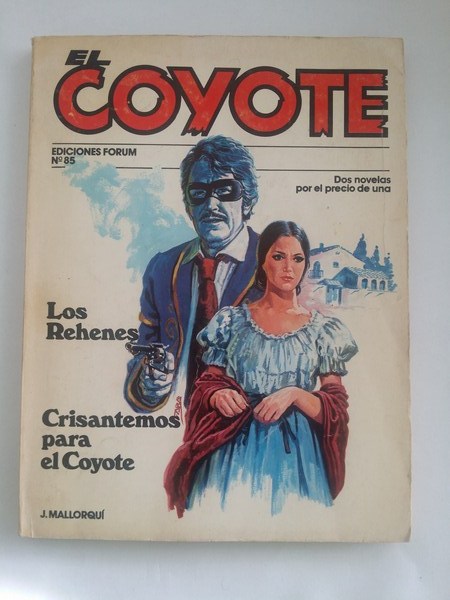 EL
COYOTE
EDICIONES FORUM
Nº 85
Dos novelas
por el precio de una
Los
Rehenes
Crisantemos
para
el Coyote
J. MALLORQUÍ